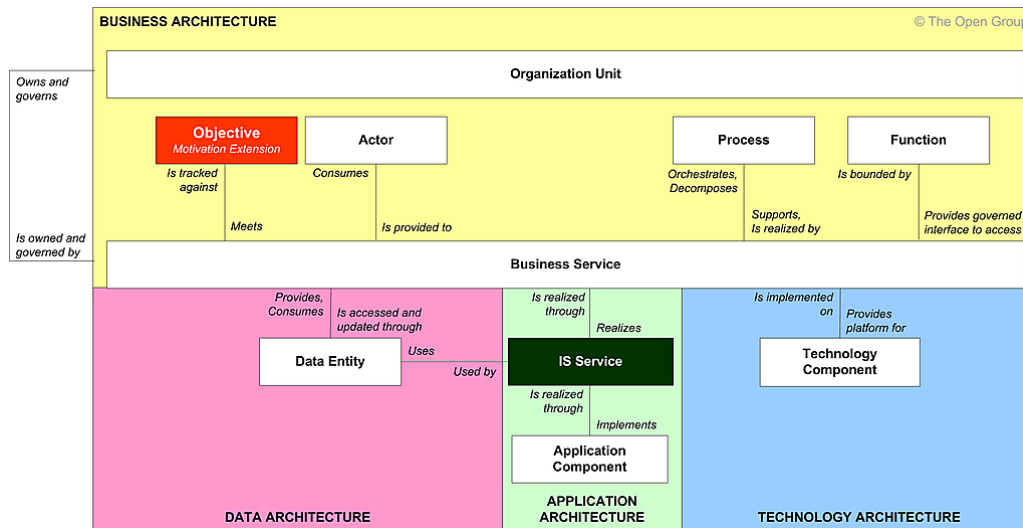 BUSINESS ARCHITECTURE
© The Open Group
Organization Unit
Owns and
governs
Objective
Motivation Extension
Actor
Process
Function
Is tracked
against
Consumes
Orchestrates,
Decomposes
Is bounded by
Meets
Is provided to
Supports,
Is realized by
Provides governed
interface to access
Is owned and
governed by
Business Service
Provides,
Consumes
Is accessed and
updated through
Is realized
through
Realizes
Is implemented
on
Provides
platform for
Data Entity
Uses
Used by
IS Service
Technology
Component
Is realized
through
Implements
Application
Component
DATA ARCHITECTURE
APPLICATION
ARCHITECTURE
TECHNOLOGY ARCHITECTURE